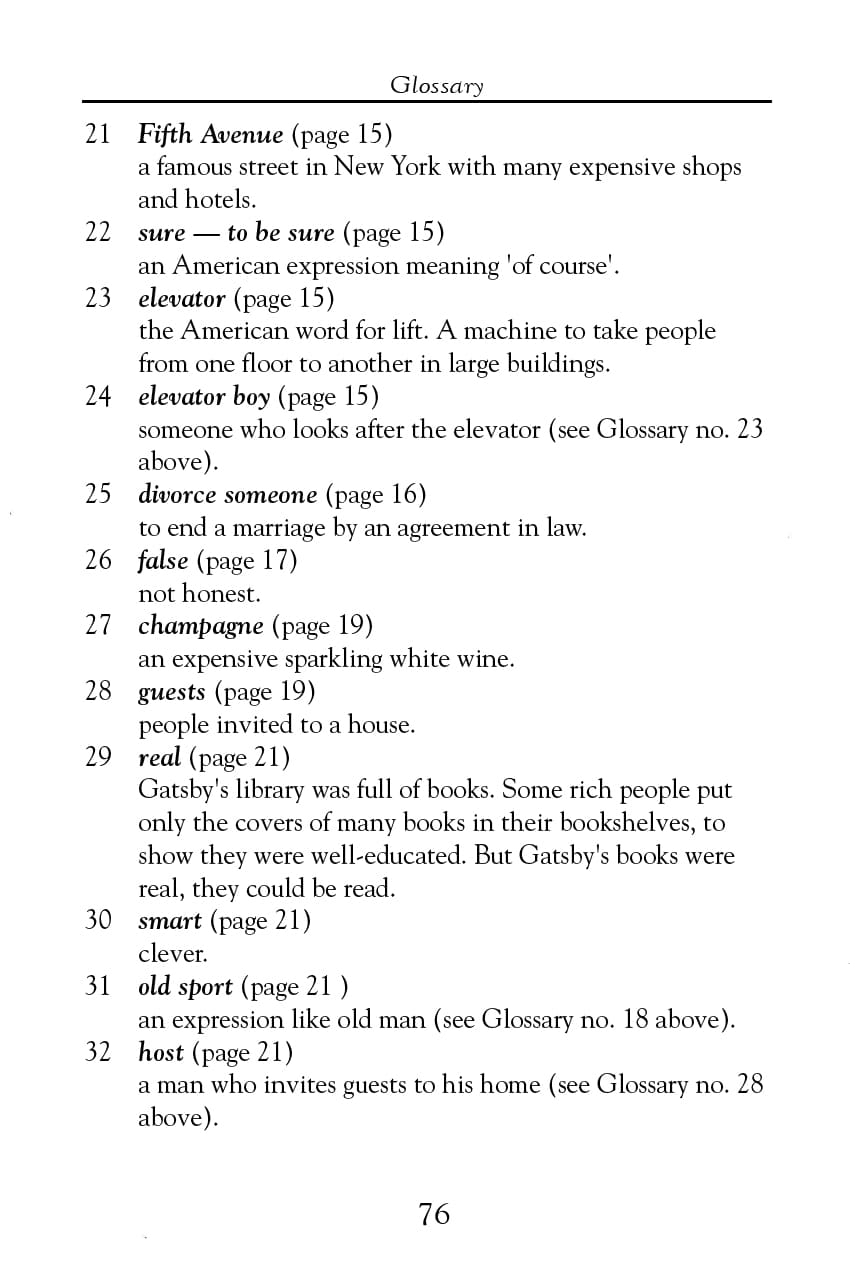 Glossary
21 Fifth Avenue (page 15)
a famous street in New York with many expensive shops
and hotels.
22 sure — to be sure (page 15)
an American expression meaning 'of course'.
23 elevator (page 15)
the American word for lift. A machine to take people
from one floor to another in large buildings.
24 elevator boy (page 15)
someone who looks after the elevator (see Glossary no. 23
above).
25 divorce someone (page 16)
to end a marriage by an agreement in law.
26 false (page 17)
not honest.
27 champagne (page 19)
an expensive sparkling white wine.
28 guests (page 19)
people invited to a house.
29 real (page 21)
Gatsby's library was full of books. Some rich people put
only the covers of many books in their bookshelves, to
show they were well-educated. But Gatsby's books were
real, they could be read.
30 smart (page 21)
clever.
31 old sport (page 21 )
an expression like old man (see Glossary no. 18 above).
32 host (page 21)
a man who invites guests to his home (see Glossary no. 28
above).
76